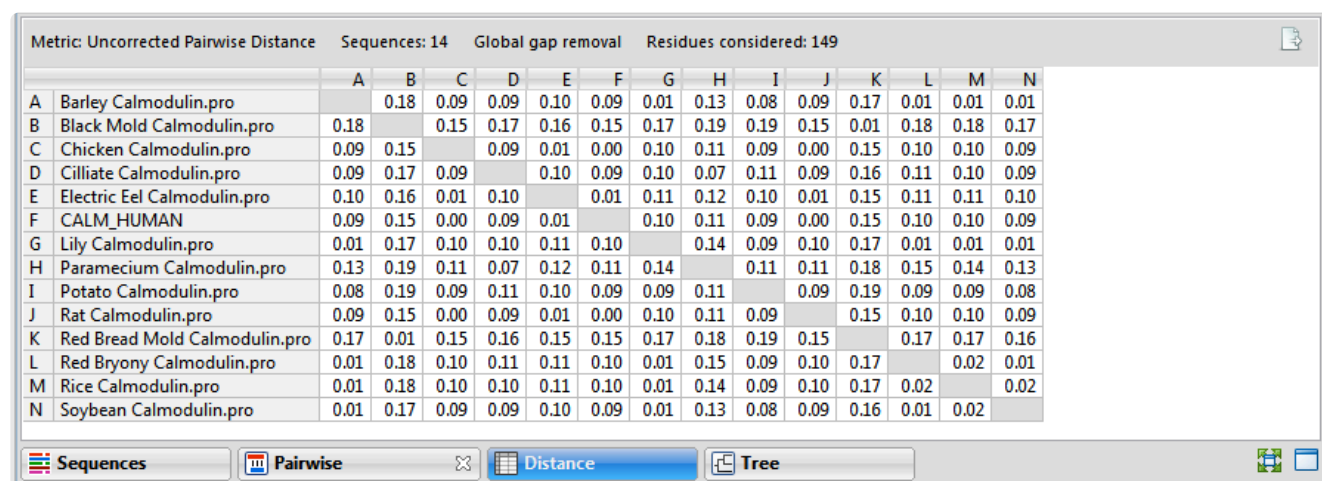 Metric: Uncorrected Pairwise Distance Sequences: 14 Global gap removal Residues considered: 149
A B C D E F G H I J K L M N
A Barley Calmodulin.pro 0.18 0.09 0.09 0.10 0.09 0.01 0.13 0.08 0.09 0.17 0.01 0.01 0.01
B Black Mold Calmodulin.pro 0.18 0.15 0.17 0.16 0.15 0.17 0.19 0.19 0.15 0.01 0.18 0.18 0.17
C Chicken Calmodulin.pro 0.09 0.15 0.09 0.01 0.00 0.10 0.11 0.09 0.00 0.15 0.10 0.10 0.09
D Cilliate Calmodulin.pro 0.09 0.17 0.09 0.10 0.09 0.10 0.07 0.11 0.09 0.16 0.11 0.10 0.09
E Electric Eel Calmodulin.pro 0.10 0.16 0.01 0.10 0.01 0.11 0.12 0.10 0.01 0.15 0.11 0.11 0.10
F CALM_HUMAN 0.09 0.15 0.00 0.09 0.01 0.10 0.11 0.09 0.00 0.15 0.10 0.10 0.09
G Lily Calmodulin.pro 0.01 0.17 0.10 0.10 0.11 0.10 0.14 0.09 0.10 0.17 0.01 0.01 0.01
H Paramecium Calmodulin.pro 0.13 0.19 0.11 0.07 0.12 0.11 0.14 0.11 0.11 0.18 0.15 0.14 0.13
I Potato Calmodulin.pro 0.08 0.19 0.09 0.11 0.10 0.09 0.09 0.11 0.09 0.19 0.09 0.09 0.08
J Rat Calmodulin.pro 0.09 0.15 0.00 0.09 0.01 0.00 0.10 0.11 0.09 0.15 0.10 0.10 0.09
K Red Bread Mold Calmodulin.pro 0.17 0.01 0.15 0.16 0.15 0.15 0.17 0.18 0.19 0.15 0.17 0.17 0.16
L Red Bryony Calmodulin.pro 0.01 0.18 0.10 0.11 0.11 0.10 0.01 0.15 0.09 0.10 0.17 0.02 0.01
M Rice Calmodulin.pro 0.01 0.18 0.10 0.10 0.11 0.10 0.01 0.14 0.09 0.10 0.17 0.02 0.02
N Soybean Calmodulin.pro 0.01 0.17 0.09 0.09 0.10 0.09 0.01 0.13 0.08 0.09 0.16 0.01 0.02
Sequences Pairwise Distance Tree